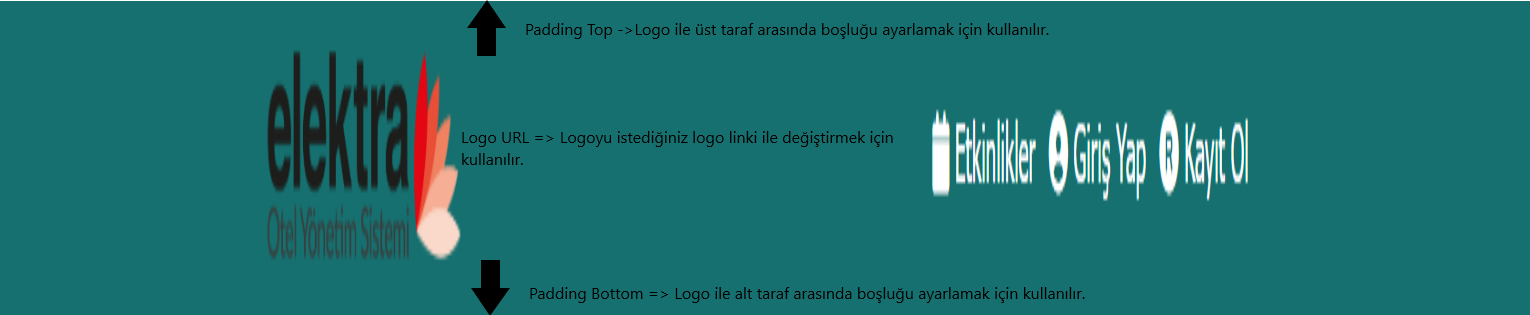 Padding Top ->Logo ile üst taraf arasında boşluğu ayarlamak için kullanılır.
elektra
Otel Yönetim Sistemi
Logo URL => Logoyu istediğiniz logo linki ile değiştirmek için
kullanılır.
Etkinlikler Giriş Yap R Kayıt Ol
Padding Bottom => Logo ile alt taraf arasında boşluğu ayarlamak için kullanılır.